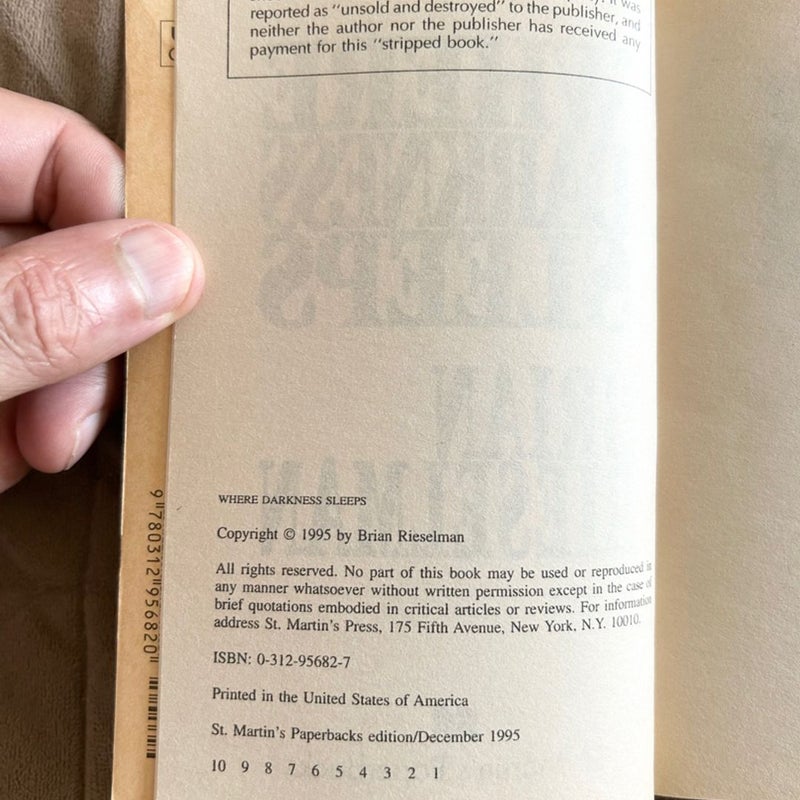 was
reported as "unsold and destroyed" to the publisher, and
neither the author nor the publisher has received any
payment for this "stripped book."
WHERE DARKNESS SLEEPS
Copyright © 1995 by Brian Rieselman
All rights reserved. No part of this book may be used or reproduced in
any manner whatsoever without written permission except in the case of
brief quotations embodied in critical articles or reviews. For information
address St. Martin's Press, 175 Fifth Avenue, New York, N.Y. 10010.
ISBN: 0-312-95682-7
Printed in the United States of America
St. Martin's Paperbacks edition/December 1995
10 9 8 7 6 5 4 3 2 1
9 780312 956820